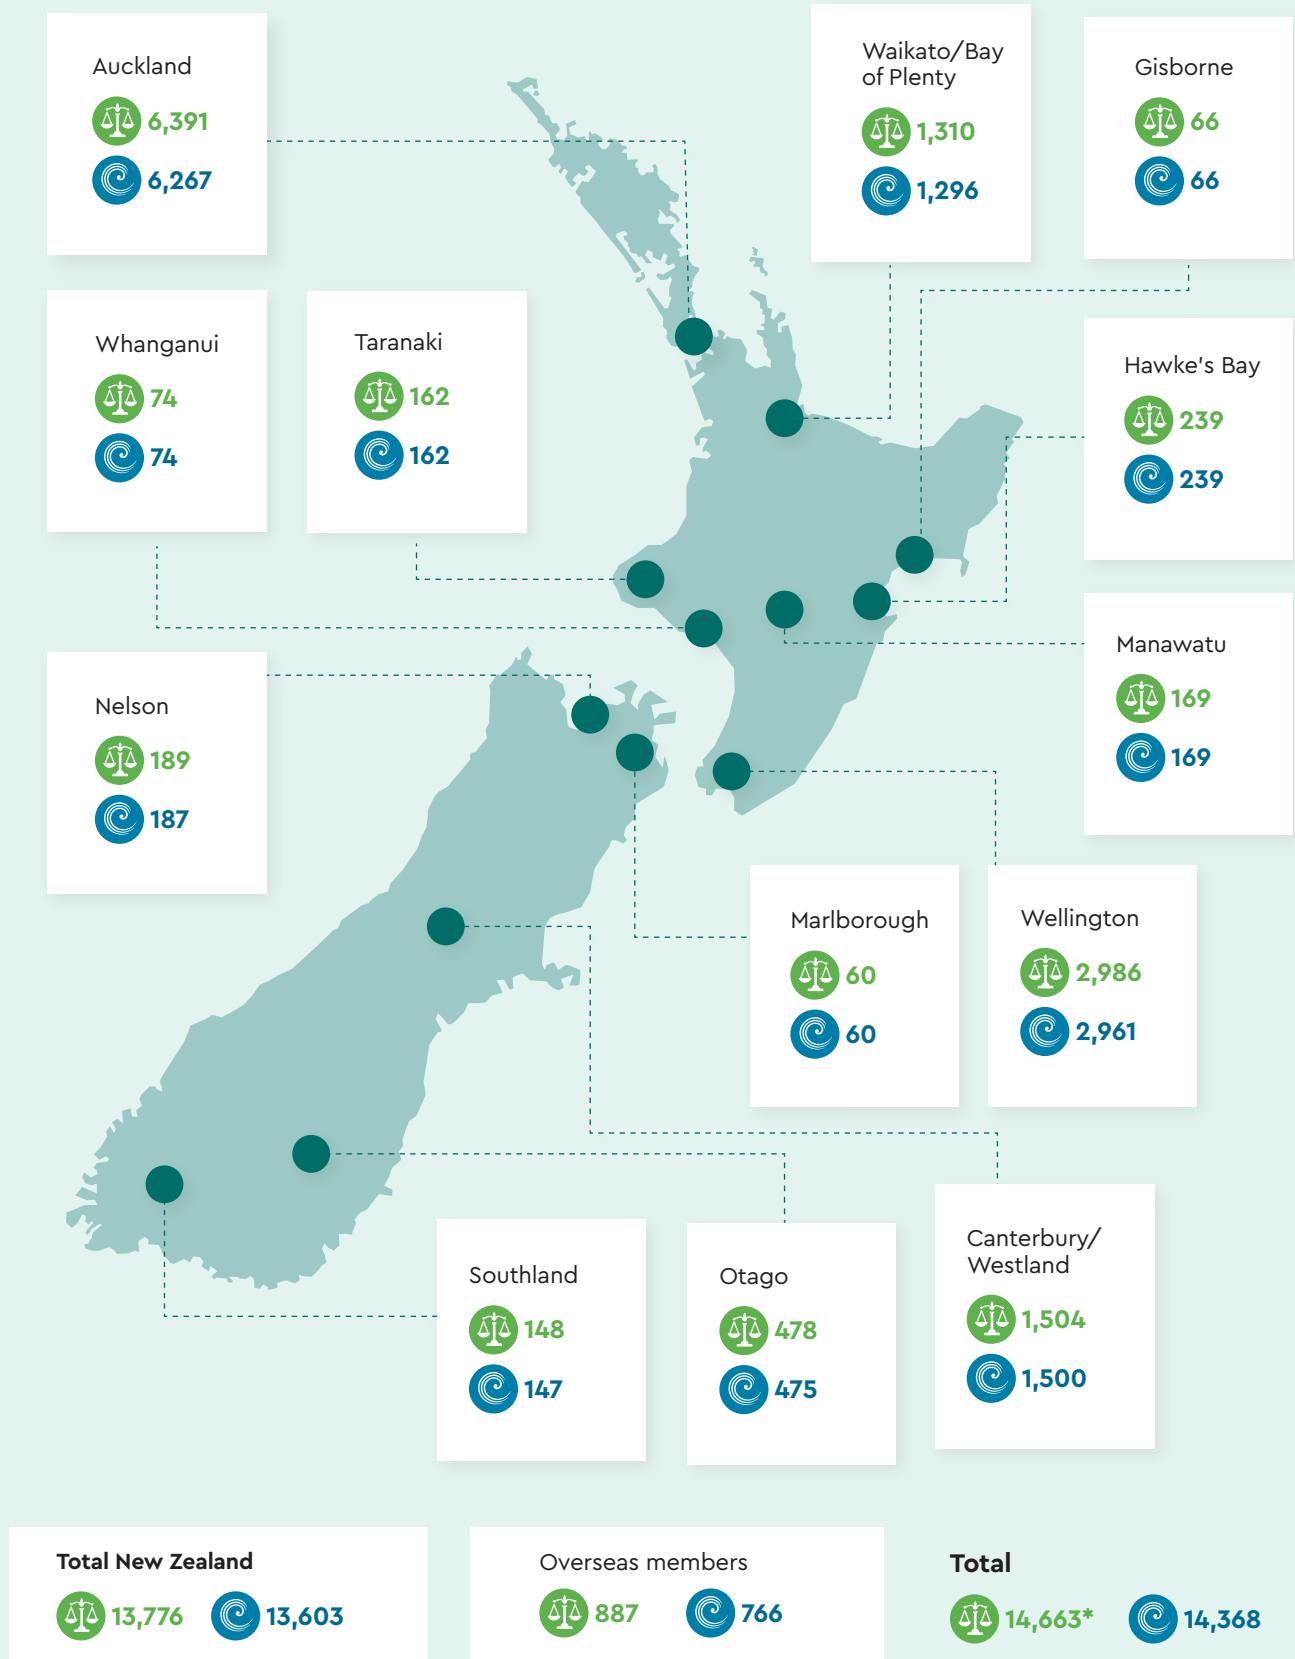 Auckland
6,391
6,267
Waikato/Bay
of Plenty
1,310
1,296
Gisborne
66
66
Whanganui
74
74
Taranaki
162
162
Hawke's Bay
239
239
Manawatu
169
169
Nelson
189
187
Marlborough
60
60
Wellington
2,986
2,961
Southland
148
147
Otago
478
475
Canterbury/
Westland
1,504
1,500
Total New Zealand
13,776 13,603
Overseas members
887 766
Total
14,663* 14,368